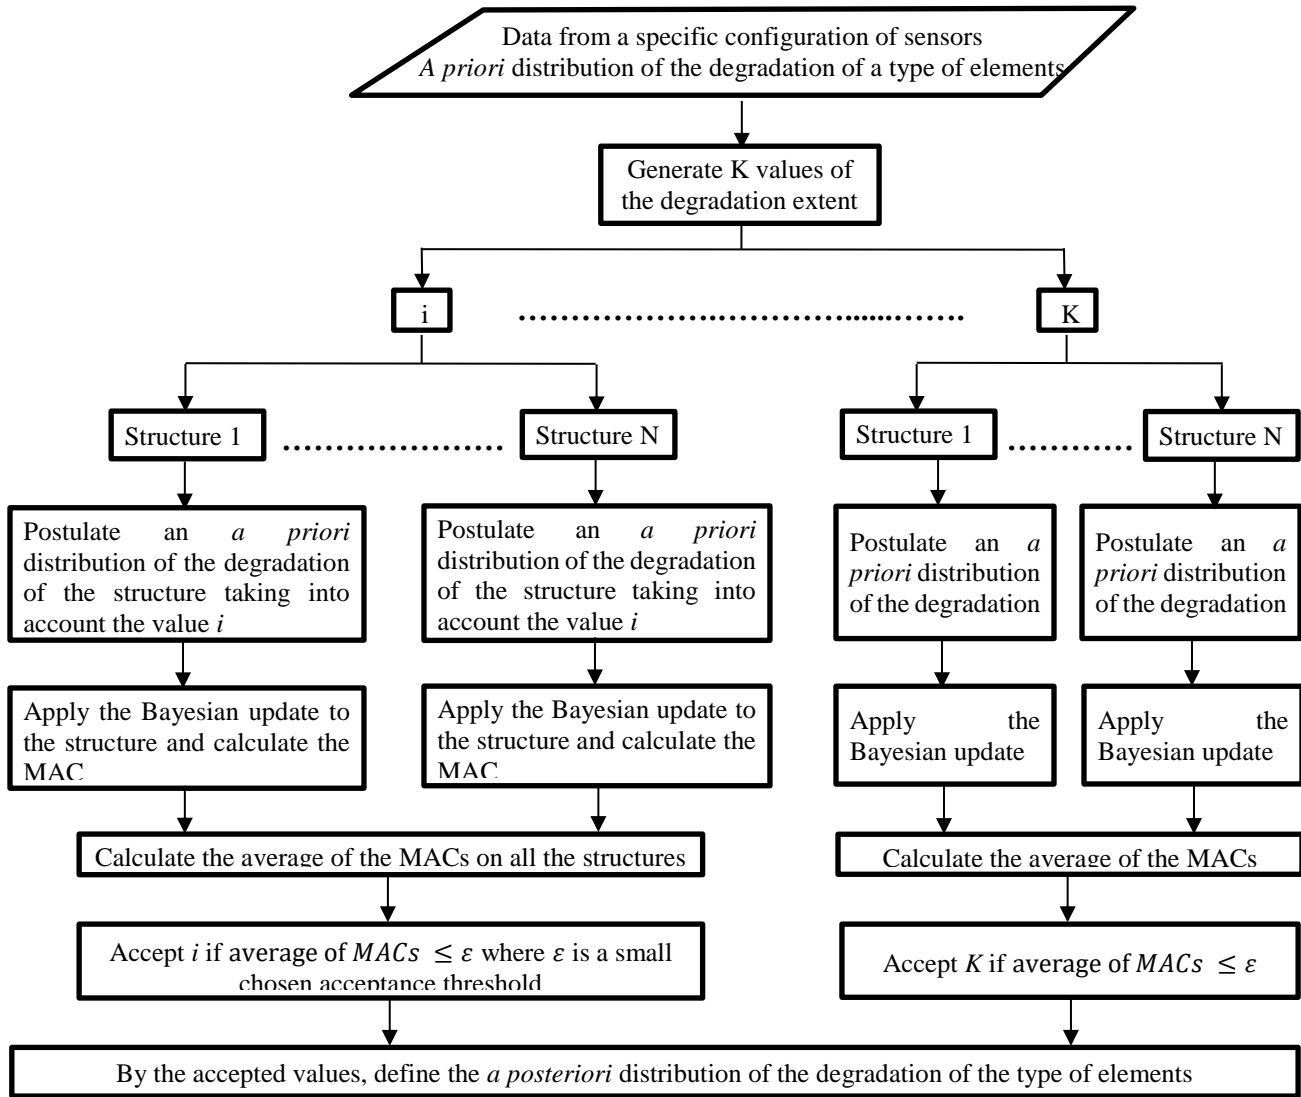 Data from a specific configuration of sensors
A priori distribution of the degradation of a type of elements
Generate K values of
the degradation extent
i
K
Structure 1
Structure N
Structure 1
Structure N
Postulate an a priori
distribution of the degradation
of the structure taking into
account the value i
Postulate an a priori
distribution of the degradation
of the structure taking into
account the value i
Postulate an a
priori distribution
of the degradation
Postulate an a
priori distribution
of the degradation
Apply the Bayesian update to
the structure and calculate the
MAC
Apply the Bayesian update to
the structure and calculate the
MAC
Apply the
Bayesian update
Apply the
Bayesian update
Calculate the average of the MACs on all the structures
Calculate the average of the MACs
Accept i if average of MACs ≤ ε where ε is a small
chosen acceptance threshold
Accept K if average of MACs ≤ ε
By the accepted values, define the a posteriori distribution of the degradation of the type of elements